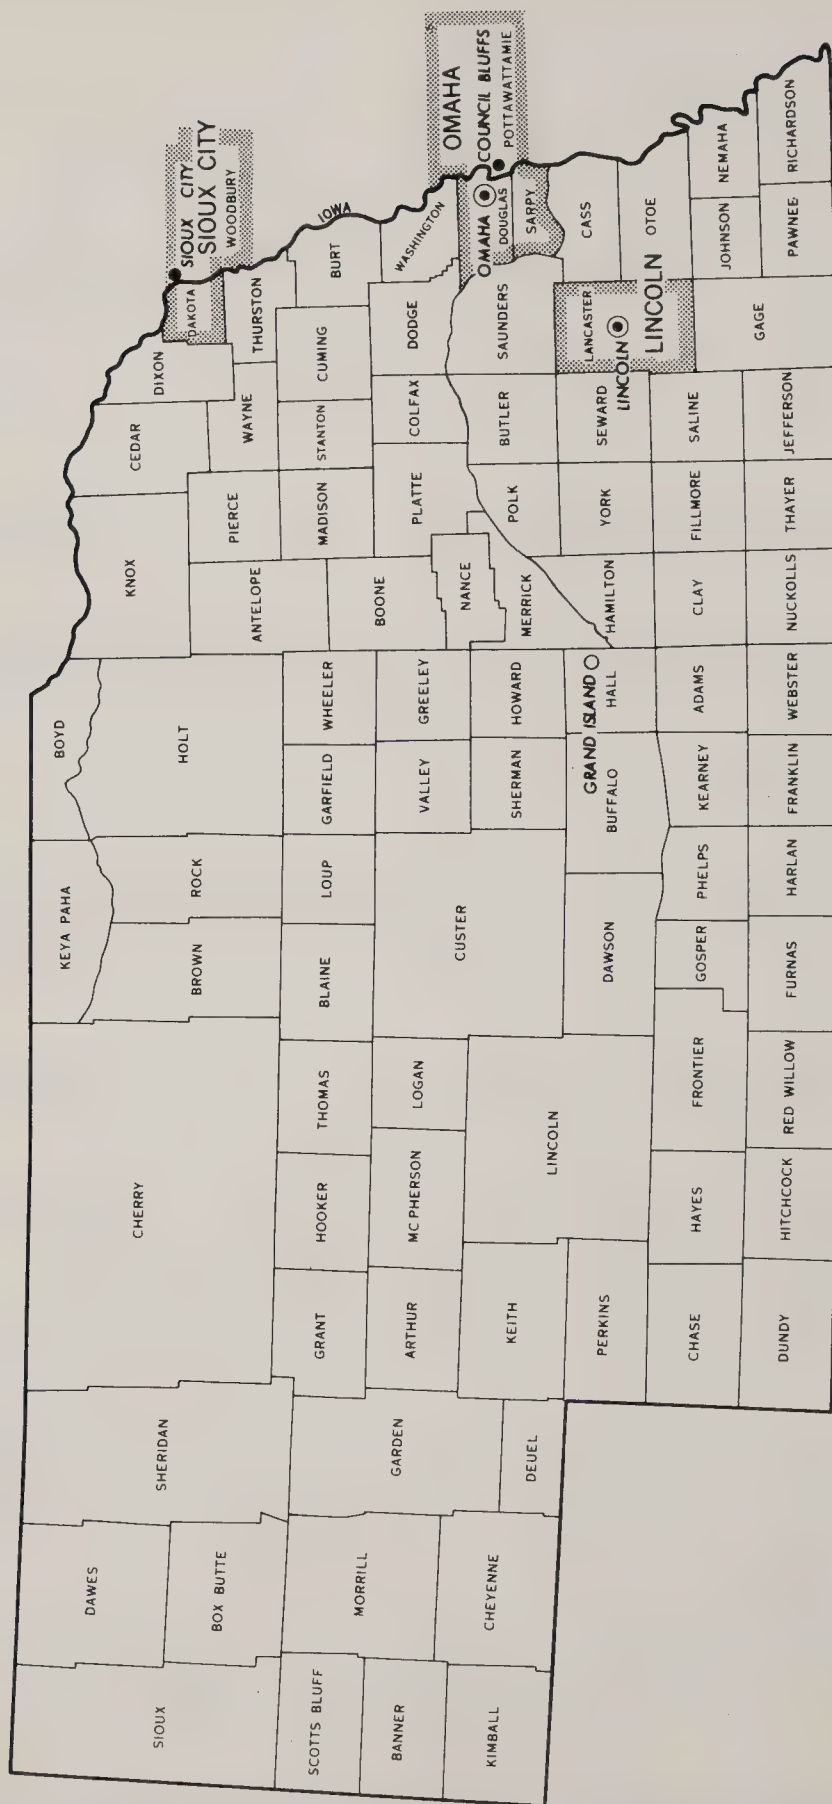 SIOUX CITY
SIOUX CITY
WOODBURY
OMAHA
COUNCIL BLUFFS
POTTAWATTAMIE
IOWA
SIOUX
DAWES
BOX BUTTE
SHERIDAN
CHERRY
KEYA PAHA
BOYD
BROWN
ROCK
HOLT
KNOX
CEDAR
DIXON
DAKOTA
ANTELOPE
PIERCE
WAYNE
THURSTON
SCOTTS BLUFF
BANNER
KIMBALL
MORRILL
CHEYENNE
GARDEN
DEUEL
GRANT
HOOKER
THOMAS
BLAINE
LOUP
GARFIELD
WHEELER
BOONE
MADISON
STANTON
CUMING
BURT
ARTHUR
MC PHERSON
LOGAN
CUSTER
VALLEY
GREELEY
NANCE
PLATTE
COLFAX
DODGE
WASHINGTON
KEITH
LINCOLN
SHERMAN
HOWARD
MERRICK
POLK
BUTLER
SAUNDERS
OMAHA
DOUGLAS
SARPY
PERKINS
DAWSON
BUFFALO
GRAND ISLAND
HALL
HAMILTON
YORK
SEWARD
LANCASTER
LINCOLN
LINCOLN
CASS
OTOE
CHASE
HAYES
FRONTIER
GOSPER
PHELPS
KEARNEY
ADAMS
CLAY
FILLMORE
SALINE
GAGE
JOHNSON
NEMAHA
DUNDY
HITCHCOCK
RED WILLOW
FURNAS
HARLAN
FRANKLIN
WEBSTER
NUCKOLLS
THAYER
JEFFERSON
PAWNEE
RICHARDSON